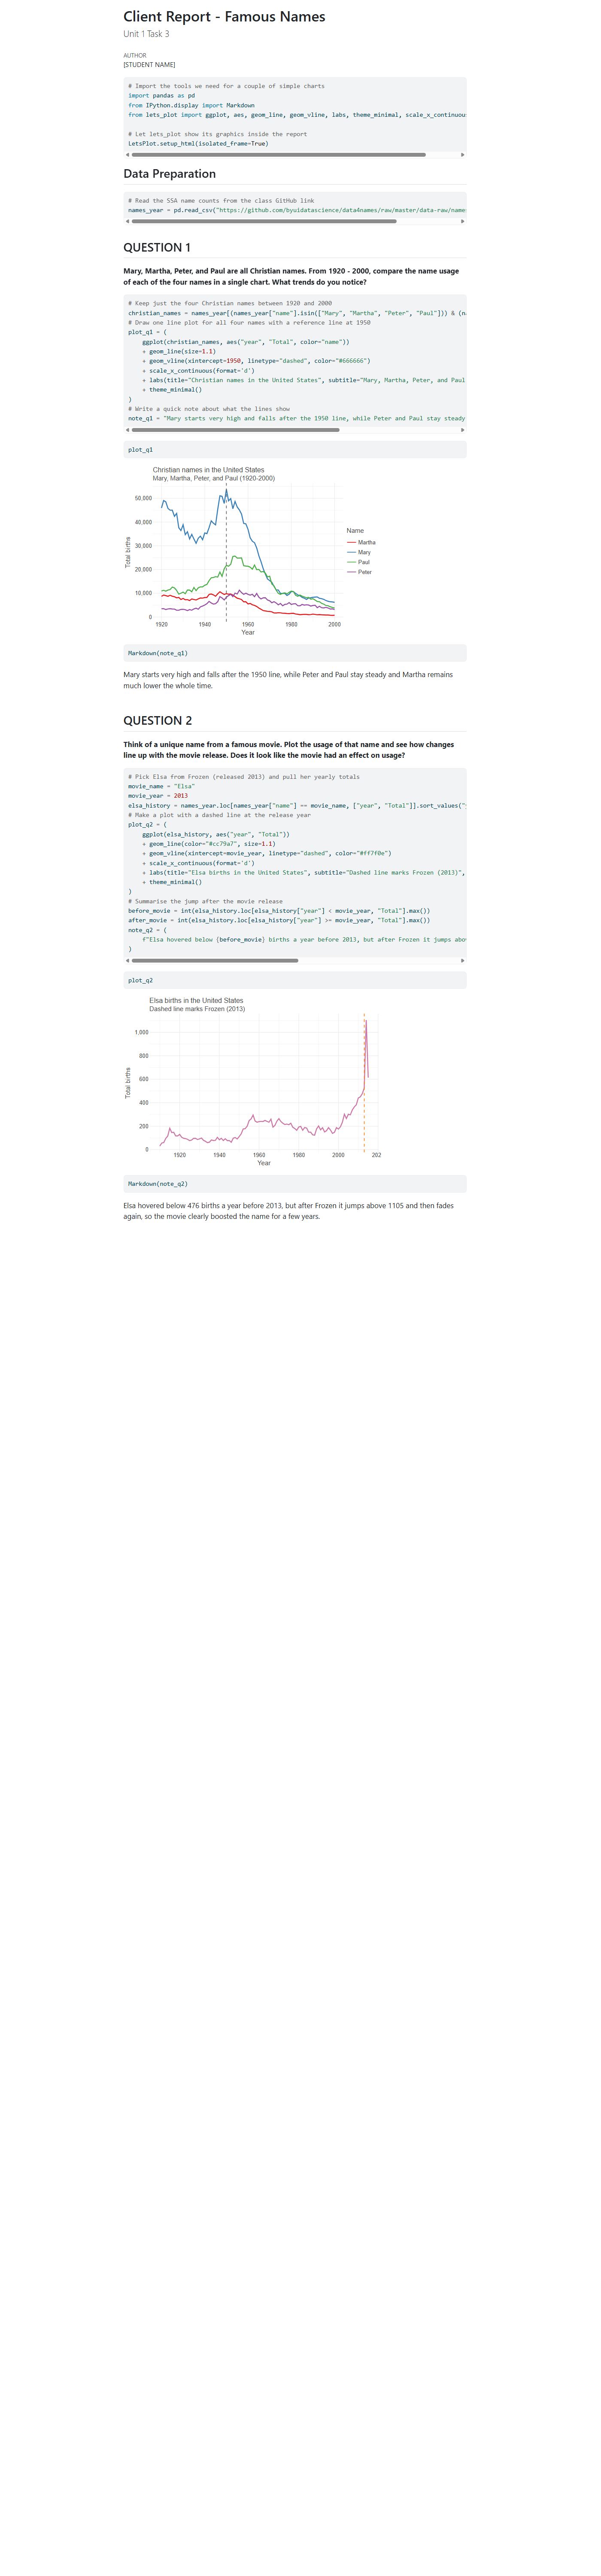 Client Report - Famous Names
Unit 1 Task 3
AUTHOR
[STUDENT NAME]
# Import the tools we need for a couple of simple charts
import pandas as pd
from IPython.display import Markdown
from lets_plot import ggplot, aes, geom_line, geom_vline, labs, theme_minimal, scale_x_continuou
# Let lets_plot show its graphics inside the report
LetsPlot.setup_html(isolated_frame=True)
Data Preparation
# Read the SSA name counts from the class GitHub link
names_year = pd.read_csv("https://github.com/byuidatascience/data4names/raw/master/data-raw/name
QUESTION 1
Mary, Martha, Peter, and Paul are all Christian names. From 1920 - 2000, compare the name usage
of each of the four names in a single chart. What trends do you notice?
# Keep just the four Christian names between 1920 and 2000
christian_names = names_year[(names_year["name"].isin(["Mary", "Martha", "Peter", "Paul"])) & (n
# Draw one line plot for all four names with a reference line at 1950
plot_q1 = (
ggplot(christian_names, aes("year", "Total", color="name"))
+ geom_line(size=1.1)
+ geom_vline(xintercept=1950, linetype="dashed", color="#666666")
+ scale_x_continuous(format='d')
+ labs(title="Christian names in the United States", subtitle="Mary, Martha, Peter, and Paul
+ theme_minimal()
)
# Write a quick note about what the lines show
note_q1 = "Mary starts very high and falls after the 1950 line, while Peter and Paul stay steady
plot_q1
Christian names in the United States
Mary, Martha, Peter, and Paul (1920-2000)
50,000
40,000
30,000
20,000
10,000
0
Total births
1920 1940 1960 1980 2000
Year
Name
Martha
Mary
Paul
Peter
Markdown(note_q1)
Mary starts very high and falls after the 1950 line, while Peter and Paul stay steady and Martha remains
much lower the whole time.
QUESTION 2
Think of a unique name from a famous movie. Plot the usage of that name and see how changes
line up with the movie release. Does it look like the movie had an effect on usage?
# Pick Elsa from Frozen (released 2013) and pull her yearly totals
movie_name = "Elsa"
movie_year = 2013
elsa_history = names_year.loc[names_year["name"] == movie_name, ["year", "Total"]].sort_values("
# Make a plot with a dashed line at the release year
plot_q2 = (
ggplot(elsa_history, aes("year", "Total"))
+ geom_line(color="#cc79a7", size=1.1)
+ geom_vline(xintercept=movie_year, linetype="dashed", color="#ff7f0e")
+ scale_x_continuous(format='d')
+ labs(title="Elsa births in the United States", subtitle="Dashed line marks Frozen (2013)",
+ theme_minimal()
)
# Summarise the jump after the movie release
before_movie = int(elsa_history.loc[elsa_history["year"] < movie_year, "Total"].max())
after_movie = int(elsa_history.loc[elsa_history["year"] >= movie_year, "Total"].max())
note_q2 = (
f"Elsa hovered below {before_movie} births a year before 2013, but after Frozen it jumps abo
)
plot_q2
Elsa births in the United States
Dashed line marks Frozen (2013)
1,000
800
600
400
200
0
Total births
1920 1940 1960 1980 2000 202
Year
Markdown(note_q2)
Elsa hovered below 476 births a year before 2013, but after Frozen it jumps above 1105 and then fades
again, so the movie clearly boosted the name for a few years.